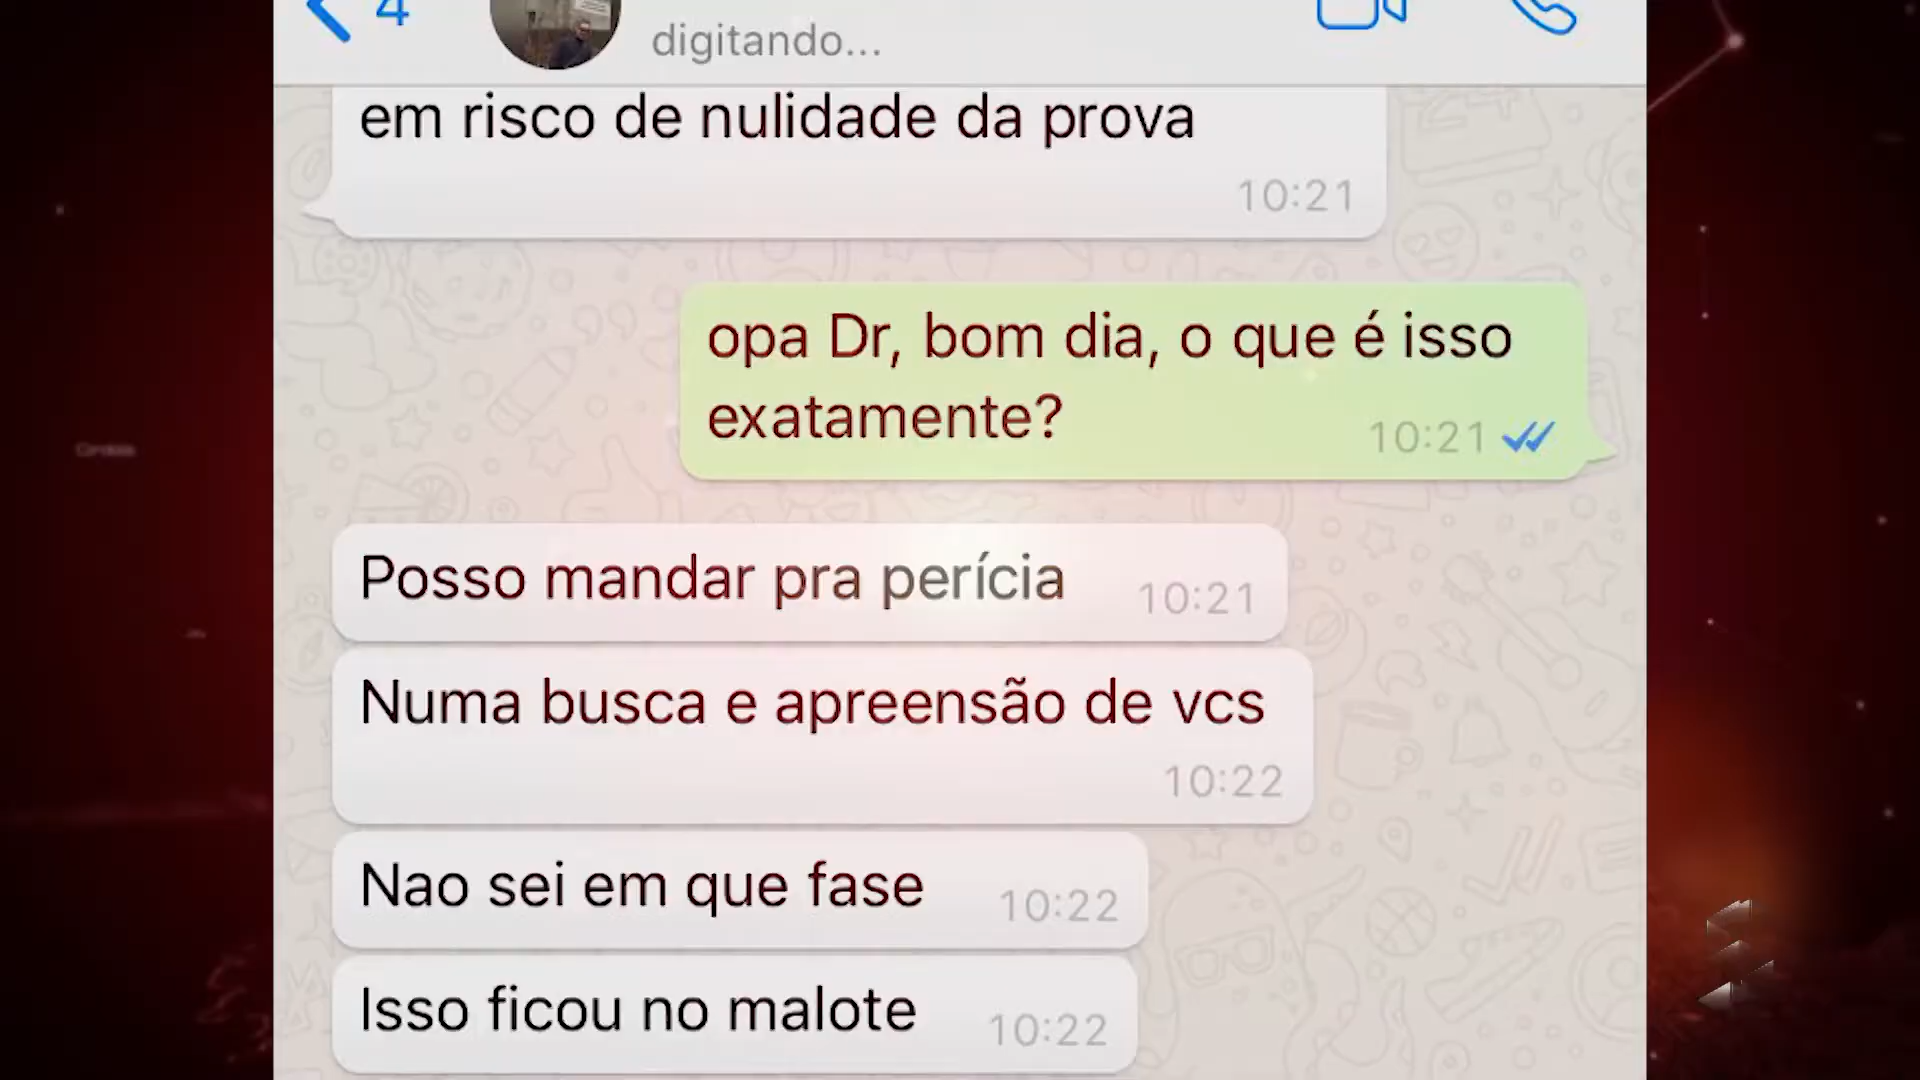 4
digitando...
em risco de nulidade da prova
10:21
opa Dr, bom dia, o que é isso
exatamente?
10:21
Posso mandar pra perícia
10:21
Numa busca e apreensão de vcs
10:22
Nao sei em que fase
10:22
Isso ficou no malote
10:22